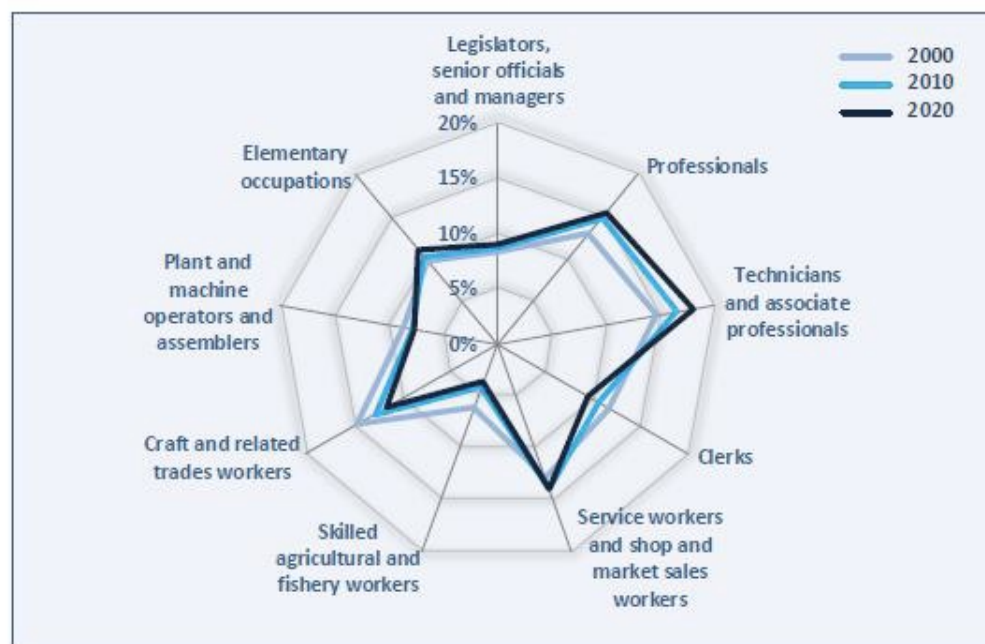 Legislators,
senior officials
and managers
2000
2010
2020
20%
15%
10%
5%
0%
Professionals
Technicians
and associate
professionals
Clerks
Service workers
and shop and
market sales
workers
Skilled
agricultural and
fishery workers
Craft and related
trades workers
Plant and
machine
operators and
assemblers
Elementary
occupations